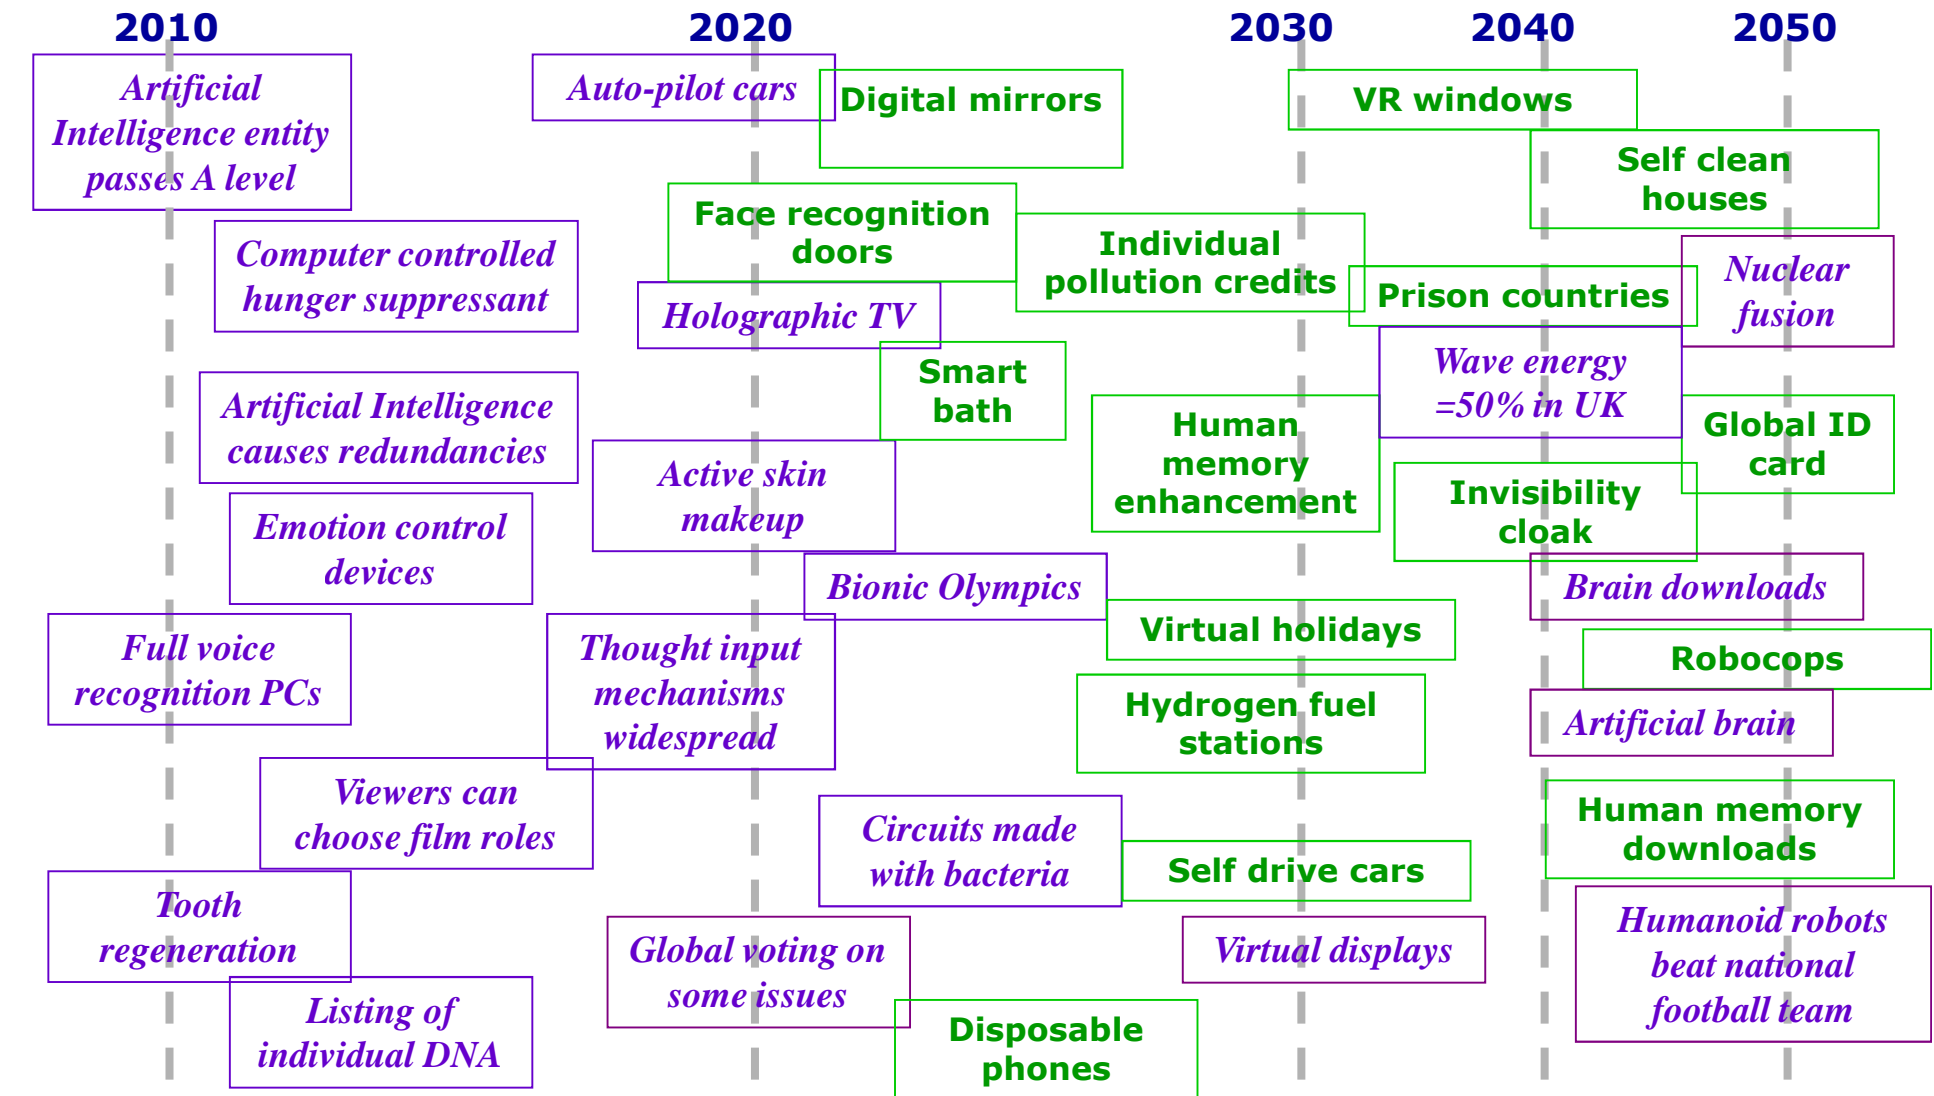 2010
2020
2030
2040
2050
Artificial
Intelligence entity
passes A level
Auto-pilot cars
Digital mirrors
VR windows
Self clean
houses
Computer controlled
hunger suppressant
Face recognition
doors
Individual
pollution credits
Prison countries
Nuclear
fusion
Holographic TV
Smart
bath
Wave energy
=50% in UK
Artificial Intelligence
causes redundancies
Human
memory
enhancement
Global ID
card
Active skin
makeup
Invisibility
cloak
Emotion control
devices
Bionic Olympics
Brain downloads
Full voice
recognition PCs
Thought input
mechanisms
widespread
Virtual holidays
Robocops
Hydrogen fuel
stations
Artificial brain
Viewers can
choose film roles
Circuits made
with bacteria
Self drive cars
Human memory
downloads
Tooth
regeneration
Global voting on
some issues
Virtual displays
Humanoid robots
beat national
football team
Listing of
individual DNA
Disposable
phones